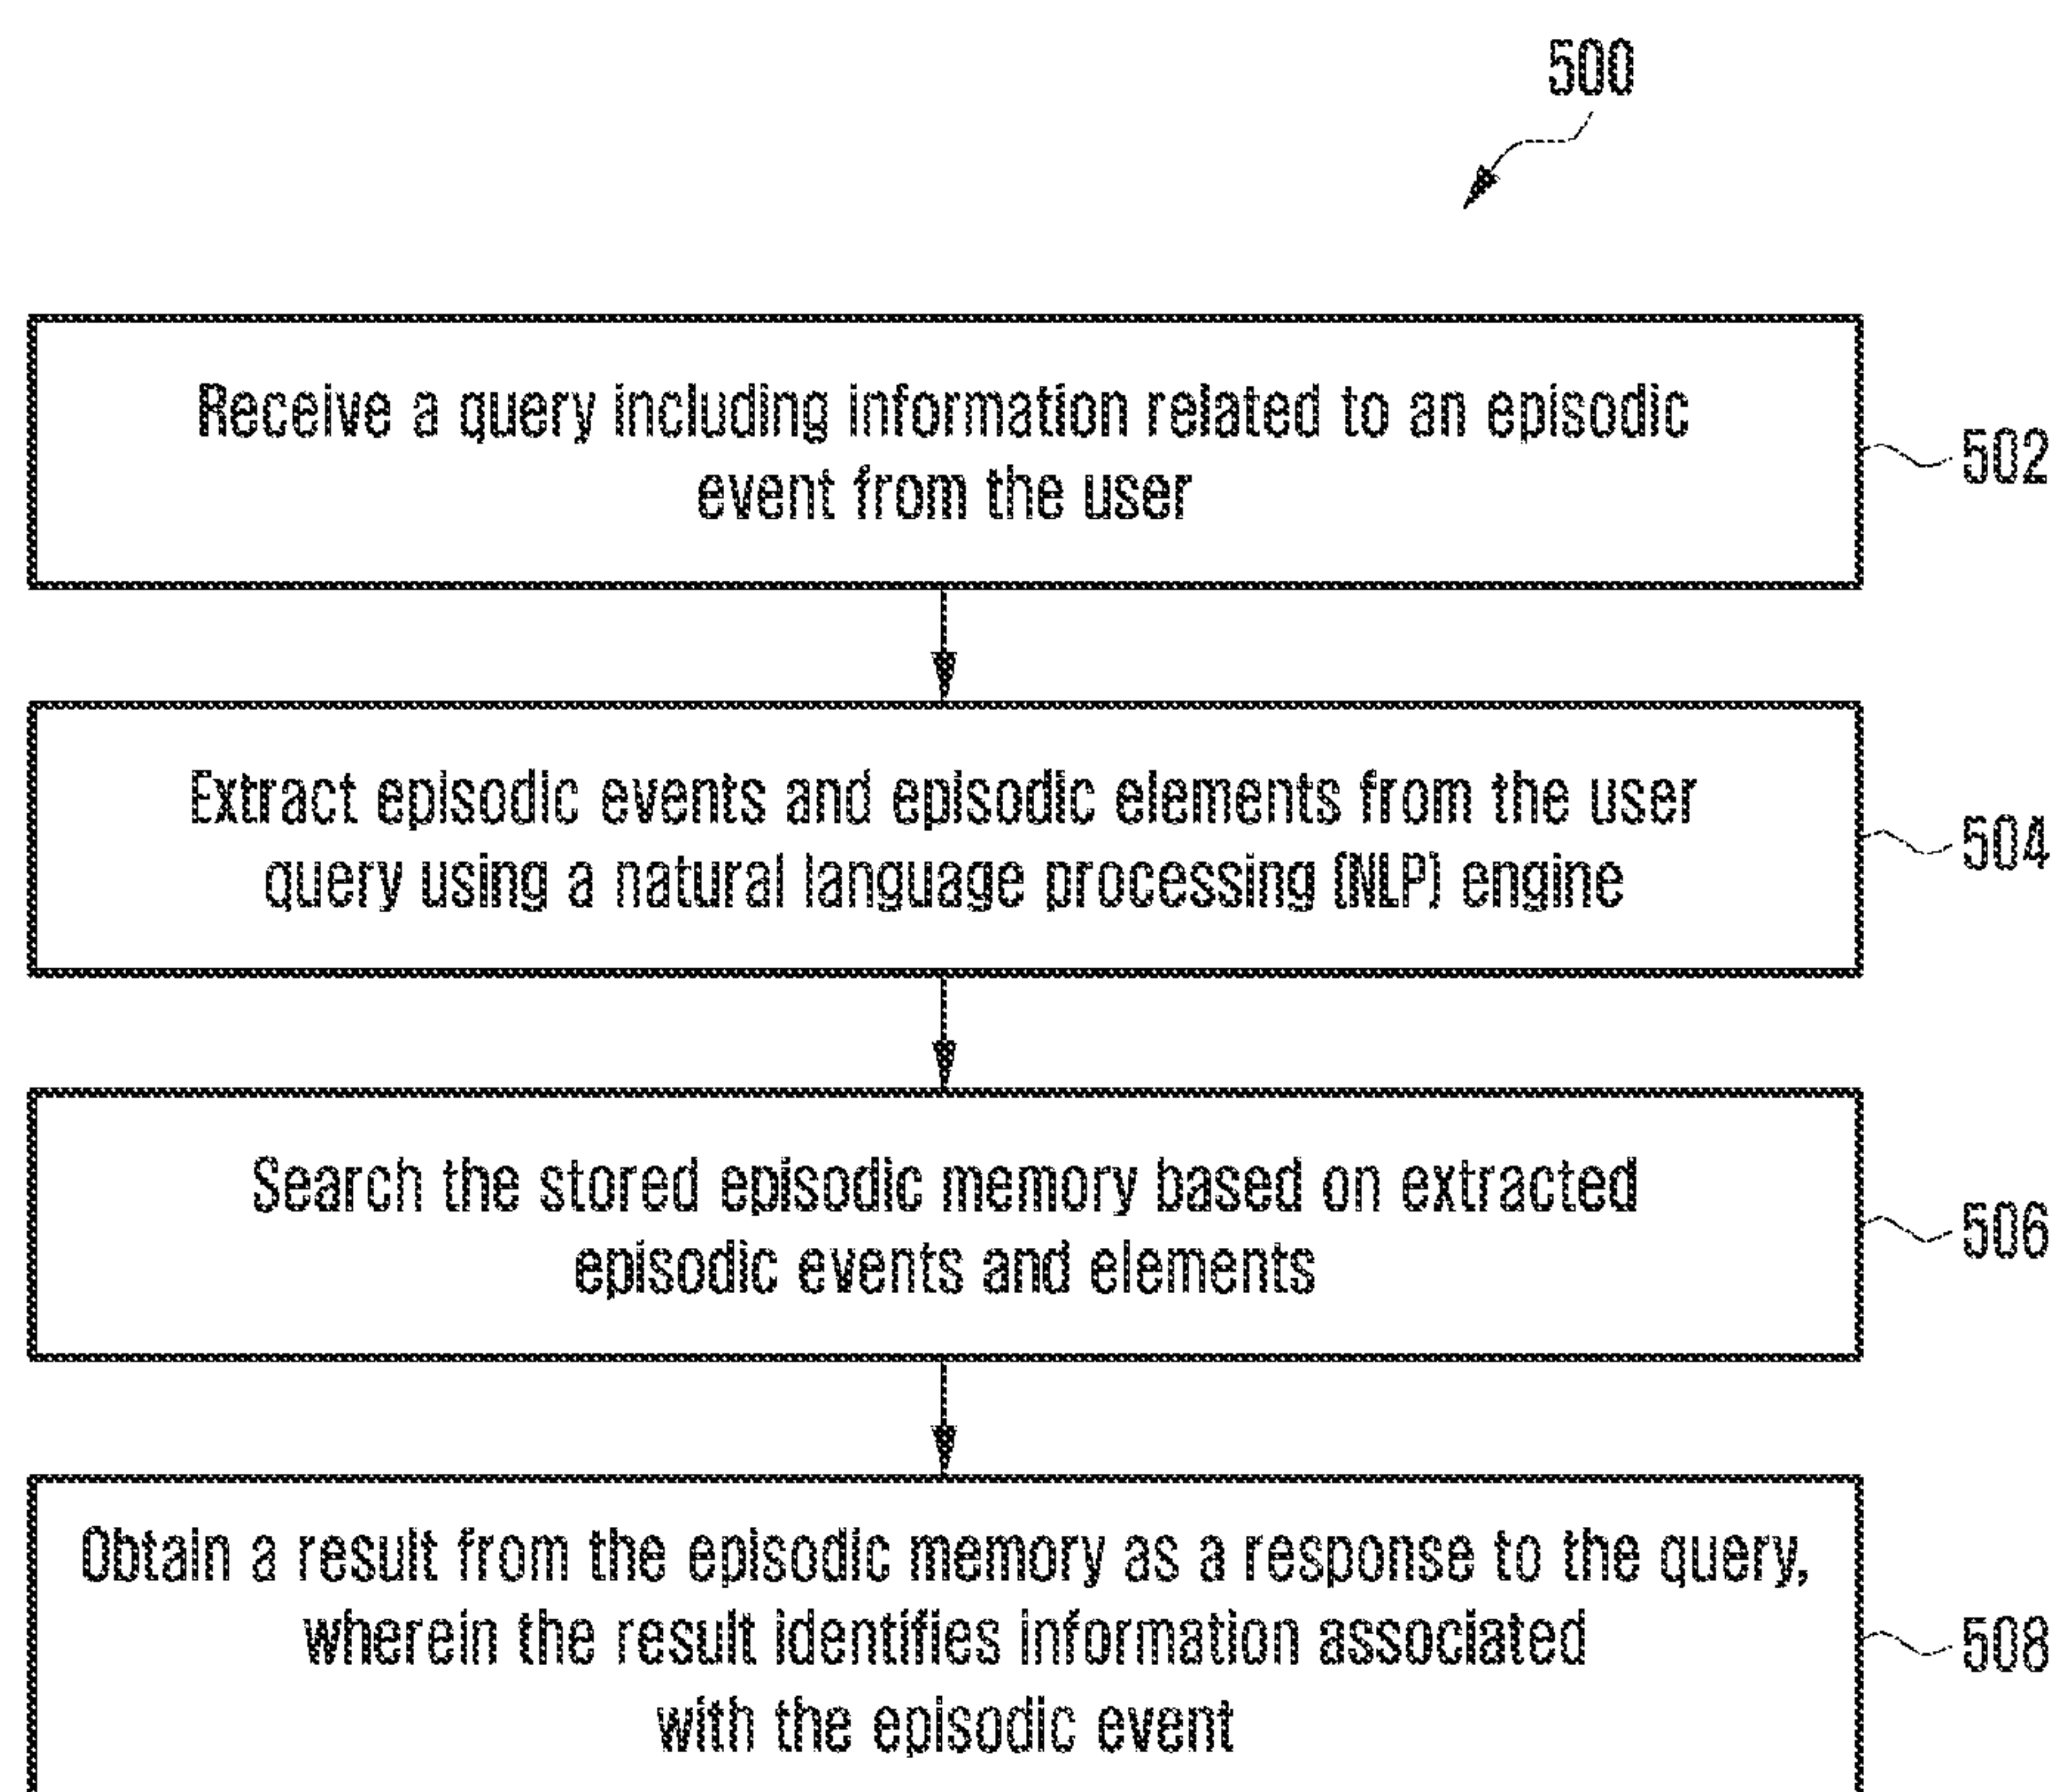 500
Receive a query including information related to an episodic
event from the user
502
Extract episodic events and episodic elements from the user
query using a natural language processing (NLP) engine
504
Search the stored episodic memory based on extracted
episodic events and elements
506
Obtain a result from the episodic memory as a response to the query,
wherein the result identifies information associated
with the episodic event
508